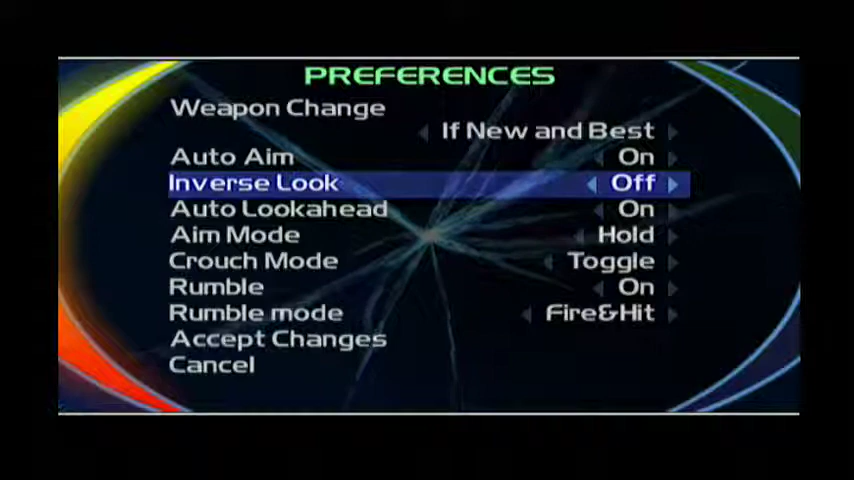 PREFERENCES
Weapon Change
If New and Best
Auto Aim On
Inverse Look Off
Auto Lookahead On
Aim Mode Hold
Crouch Mode Toggle
Rumble On
Rumble mode Fire&Hit
Accept Changes
Cancel